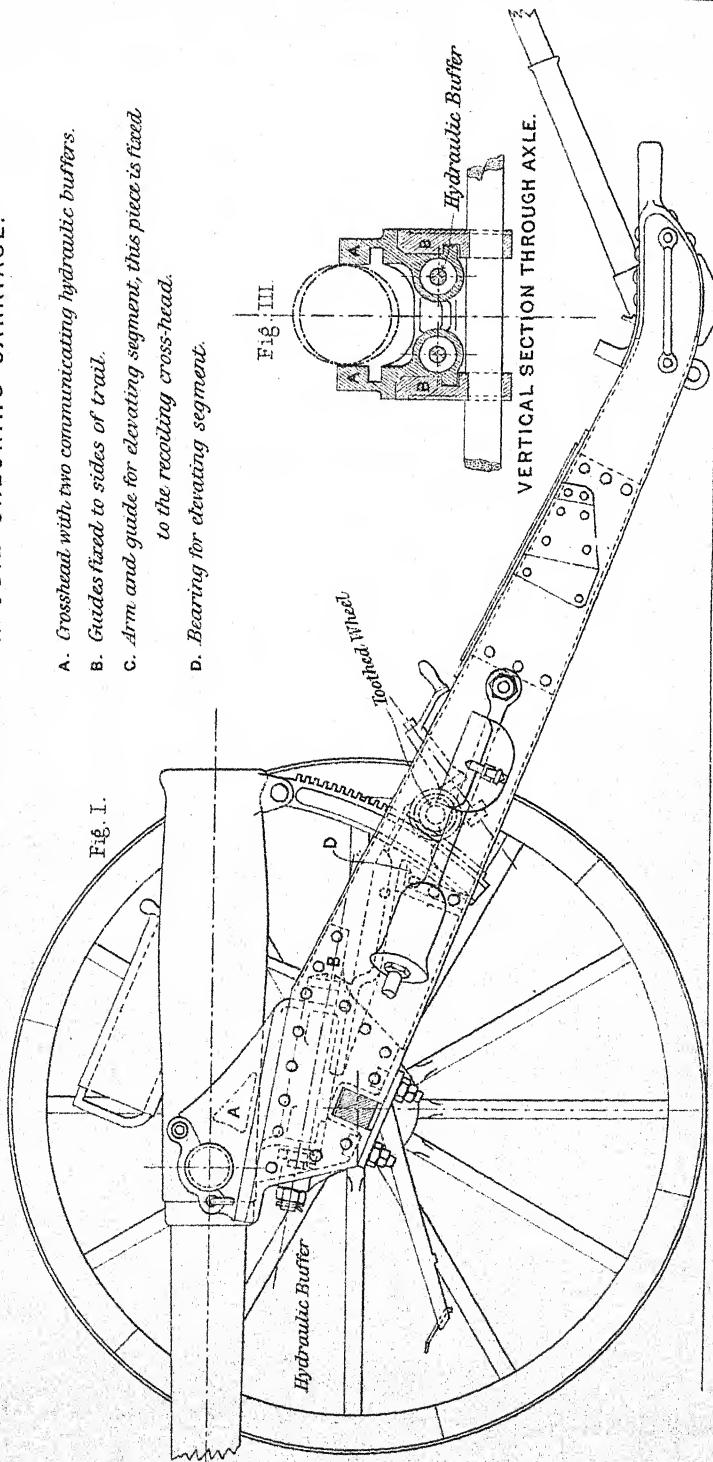 A. Crosshead with two communicating hydraulic buffers.
B. Guides fixed to sides of trail.
C. Arm and guide for elevating segment, this piece is fixed
to the recoiling cross-head.
D. Bearing for elevating segment.
Fig. I.
Fig. III.
A
A
B
B
Hydraulic Buffer
VERTICAL SECTION THROUGH AXLE.
Toothed Wheel
D
B
A
Hydraulic Buffer